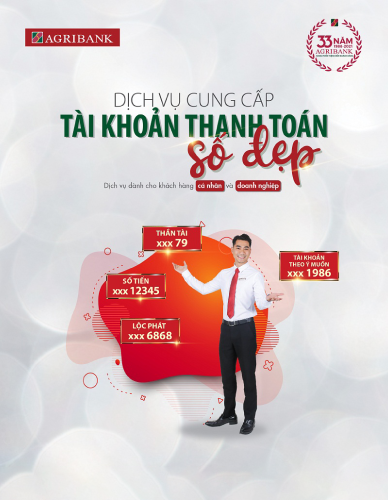 AGRIBANK
33 NĂM
1988-2021
AGRIBANK
DỊCH VỤ CUNG CẤP
TÀI KHOẢN THANH TOÁN
số đẹp
Dịch vụ dành cho khách hàng cá nhân và doanh nghiệp
THẦN TÀI
xxx 79
SỐ TIẾN
xxx 12345
LỘC PHÁT
xxx 6868
TÀI KHOẢN
THEO Ý MUỐN
xxx 1986